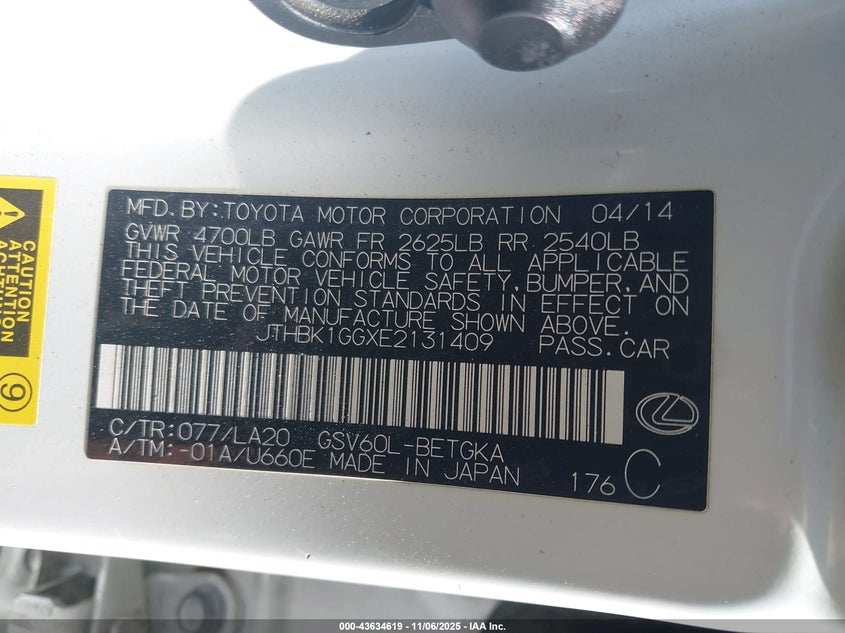 MFD. BY: TOYOTA MOTOR CORPORATION 04/14
GVWR 4700LB GAWR FR 2625LB RR 2540LB
THIS VEHICLE CONFORMS TO ALL APPLICABLE
FEDERAL MOTOR VEHICLE SAFETY, BUMPER, AND
THEFT PREVENTION STANDARDS IN EFFECT ON
THE DATE OF MANUFACTURE SHOWN ABOVE.
JTHBK1GGXE2131409 PASS. CAR
C/TR: 077/LA20 GSV60L-BETGKA
A/TM: -01A/U660E MADE IN JAPAN
176 C
CAUTION
ATTENTION
ACHTUNG
9
000-43634619 - 11/06/2025 - IAA Inc.